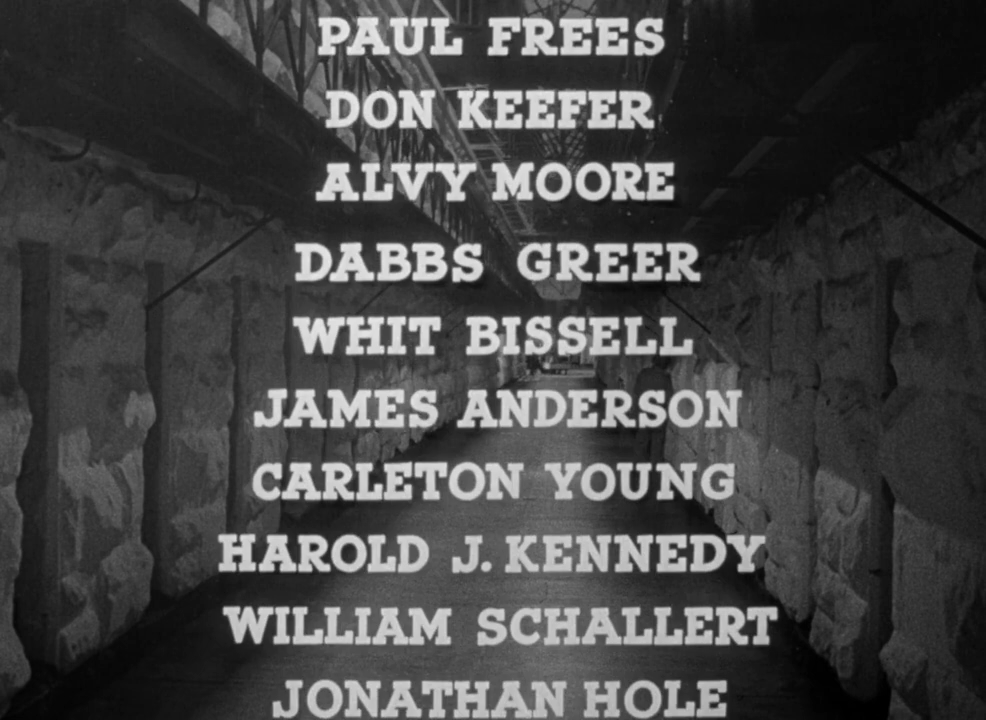 PAUL FREES
DON KEEFER
ALVY MOORE
DABBS GREER
WHIT BISSELL
JAMES ANDERSON
CARLETON YOUNG
HAROLD J. KENNEDY
WILLIAM SCHALLERT
JONATHAN HOLE